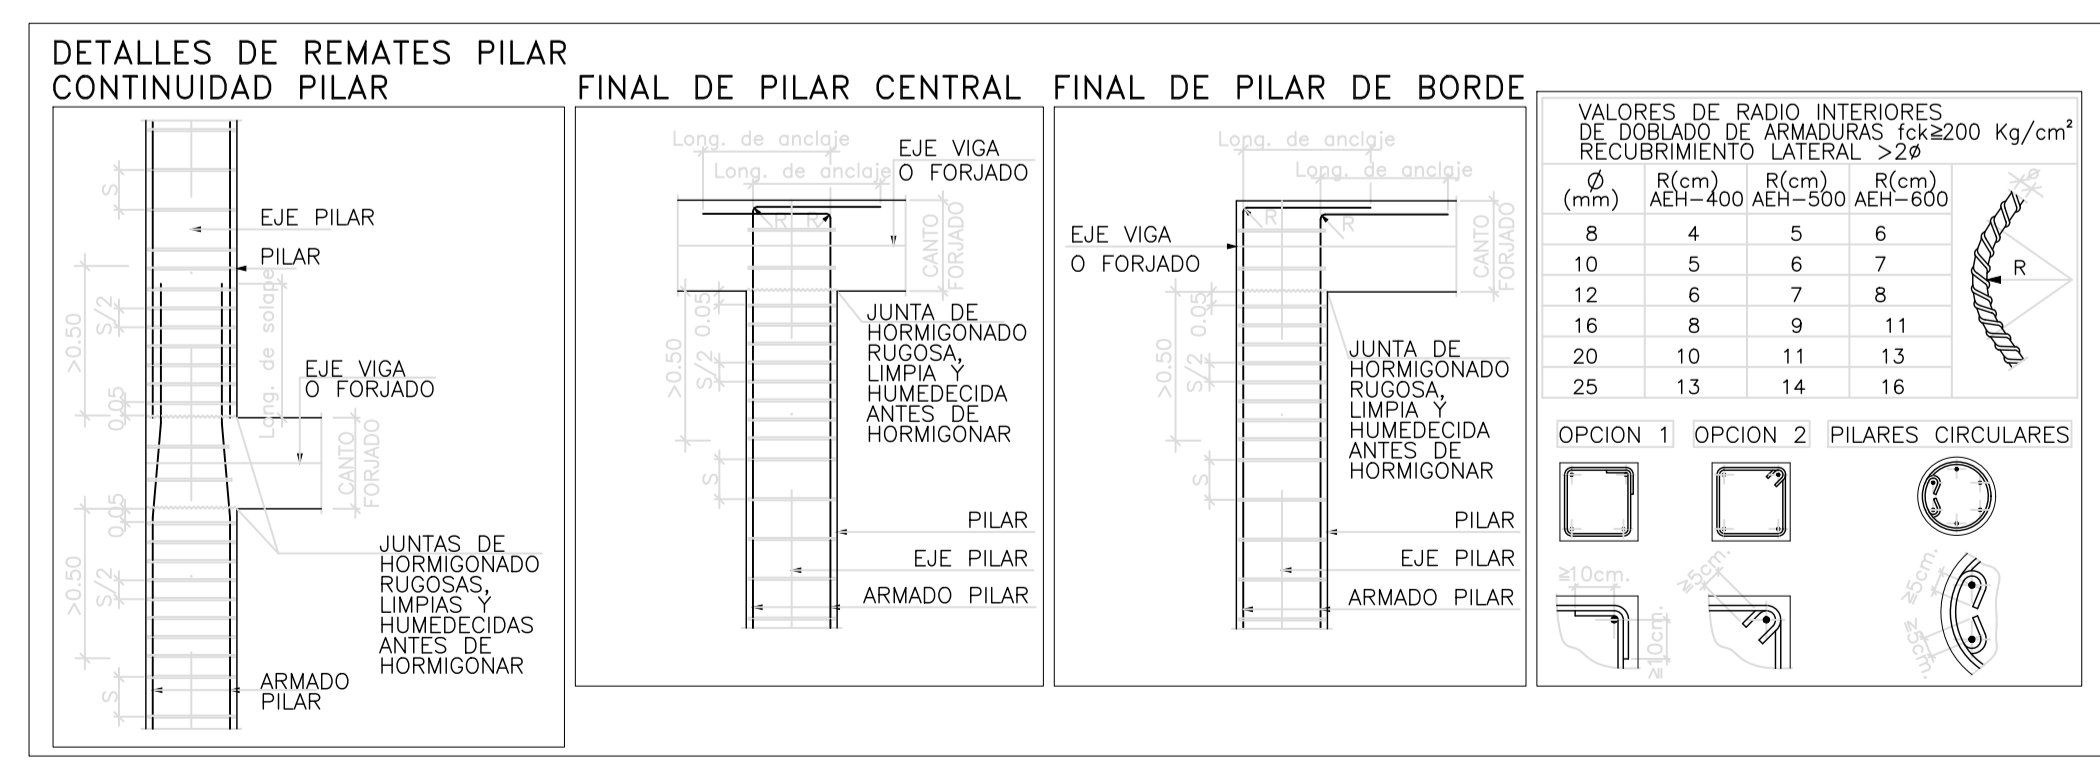 DETALLES DE REMATES PILAR
CONTINUIDAD PILAR
S
EJE PILAR
PILAR
>0.50
S/2
Long. de solape
EJE VIGA
O FORJADO
0.05
CANTO
FORJADO
0.05
JUNTAS DE
HORMIGONADO
RUGOSAS,
LIMPIAS Y
HUMEDECIDAS
ANTES DE
HORMIGONAR
>0.50
S/2
S
ARMADO
PILAR
FINAL DE PILAR CENTRAL
Long. de anclaje
EJE VIGA
O FORJADO
Long. de anclaje
R R
CANTO
FORJADO
0.05
JUNTA DE
HORMIGONADO
RUGOSA,
LIMPIA Y
HUMEDECIDA
ANTES DE
HORMIGONAR
>0.50
S/2
S
PILAR
EJE PILAR
ARMADO PILAR
FINAL DE PILAR DE BORDE
Long. de anclaje
Long. de anclaje
R R
EJE VIGA
O FORJADO
CANTO
FORJADO
0.05
JUNTA DE
HORMIGONADO
RUGOSA,
LIMPIA Y
HUMEDECIDA
ANTES DE
HORMIGONAR
>0.50
S/2
S
PILAR
EJE PILAR
ARMADO PILAR
VALORES DE RADIO INTERIORES
DE DOBLADO DE ARMADURAS fck≧200 Kg/cm²
RECUBRIMIENTO LATERAL >2ø
Ø R(cm) R(cm) R(cm)
(mm) AEH-400 AEH-500 AEH-600
8 4 5 6
10 5 6 7
12 6 7 8
16 8 9 11
20 10 11 13
25 13 14 16
ø
R
OPCION 1 OPCION 2 PILARES CIRCULARES
≥10cm.
≥10cm.
≥5cm.
≥5cm.
≥5cm.